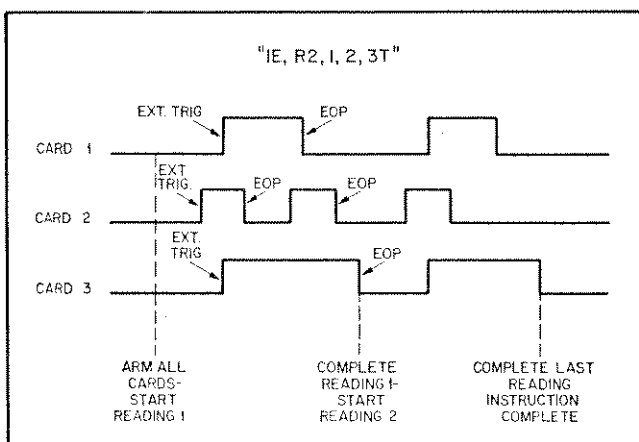 "IE, R2, 1, 2, 3T"
EXT. TRIG
EOP
CARD 1
EXT
TRIG.
EOP
EOP
CARD 2
EXT.
TRIG
EOP
CARD 3
ARM ALL
CARDS-
START
READING 1
COMPLETE
READING 1-
START
READING 2
COMPLETE LAST
READING
INSTRUCTION
COMPLETE